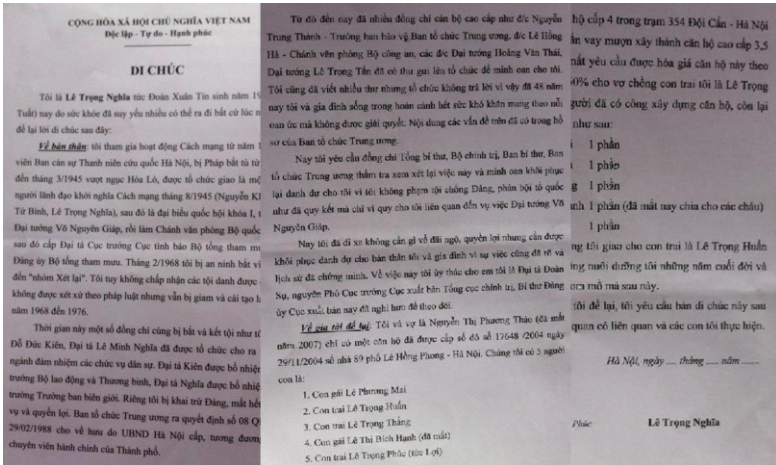 CỘNG HÒA XÃ HỘI CHỦ NGHĨA VIỆT NAM
Độc lập - Tự do - Hạnh phúc
DI CHÚC
Tôi là Lê Trọng Nghĩa tức Đoàn Xuân Tín sinh năm 19
Tuất) nay do sức khỏe đã suy yếu nhiều có thể ra đi bất cứ lúc n
để lại lời di chúc sau đây:
Về bản thân: tôi tham gia hoạt động Cách mạng từ năm 1
viên Ban cán sự Thanh niên cứu quốc Hà Nội, bị Pháp bắt tù từ
đến tháng 3/1945 vượt ngục Hỏa Lò, được tổ chức giao là mộ
người lãnh đạo khởi nghĩa Cách mạng tháng 8/1945 (Nguyễn Kh
Tử Bình, Lê Trọng Nghĩa), sau đó là đại biểu quốc hội khóa I, t
Đại tướng Võ Nguyên Giáp, rồi làm Chánh văn phòng Bộ quốc
sau đó cấp Đại tá Cục trưởng Cục tình báo Bộ tổng tham mư
Đảng ủy Bộ tổng tham mưu. Tháng 2/1968 tôi bị an ninh bắt vì
đến "nhóm Xét lại". Tôi tuy không chấp nhận các tội danh được
không được xét xử theo pháp luật nhưng vẫn bị giam và cải tạo l
năm 1968 đến 1976.
Thời gian này một số đồng chí cùng bị bắt và kết tội như tô
Đỗ Đức Kiên, Đại tá Lê Minh Nghĩa đã được tổ chức cho ra
ngành đảm nhiệm các chức vụ dân sự. Đại tá Kiên được bổ nhiệ
trưởng Bộ lao động và Thương binh, Đại tá Nghĩa được bổ nhiệ
trưởng Trưởng ban biên giới. Riêng tôi bị khai trừ Đảng, mất hết
vụ và quyền lợi. Ban tổ chức Trung ương ra quyết định số 08 Q
29/02/1988 cho về hưu do UBND Hà Nội cấp, tương đươn
chuyên viên hành chính của Thành phố.
Từ đó đến nay đã nhiều đồng chí cán bộ cao cấp như đ/c Nguyễn
Trung Thành - Trưởng ban bảo vệ Ban tổ chức Trung ương, đ/c Lê Hồng
Hà - Chánh văn phòng Bộ công an, các đ/c Đại tướng Hoàng Văn Thái,
Đại tướng Lê Trọng Tấn đã có thư gửi lên tổ chức để minh oan cho tôi.
Tôi cũng đã viết nhiều thư nhưng tổ chức không trả lời vì vậy đã 48 năm
nay tôi và gia đình sống trong hoàn cảnh hết sức khó khăn mang theo nỗi
oan ức mà không được giải quyết. Nội dung các vấn đề trên đã có trong hồ
sơ của Ban tổ chức Trung ương.
Nay tôi yêu cầu đồng chí Tổng bí thư, Bộ chính trị, Ban bí thư, Ban
tổ chức Trung ương thẩm tra xem xét lại việc này và minh oan khôi phục
lại danh dự cho tôi vì tôi không phạm tội chống Đảng, phản bội tổ quốc
như đã quy kết mà chỉ vì quy cho tôi liên quan đến vụ việc Đại tướng Võ
Nguyên Giáp.
Nay tôi đã đi xe không cần gì về đãi ngộ, quyền lợi nhưng cần được
khôi phục danh dự cho bản thân tôi và gia đình vì sự việc cũng đã rõ và
lịch sử đã chứng minh. Về việc này tôi ủy thác cho em tôi là Đại tá Đoàn
Sự, nguyên Phó Cục trưởng Cục xuất bản Tổng cục chính trị, Bí thư Đảng
ủy Cục xuất bản nay đã nghỉ hưu để theo dõi.
Về gia tài để lại: Tôi và vợ là Nguyễn Thị Phương Thảo (đã mất
năm 2007) chỉ có một căn hộ đã được cấp sổ đỏ số 17648 /2004 ngày
29/11/2004 số nhà 89 phố Lê Hồng Phong - Hà Nội. Chúng tôi có 5 người
con là:
1. Con gái Lê Phương Mai
2. Con trai Lê Trọng Huấn
3. Con trai Lê Trọng Thắng
4. Con gái Lê Thị Bích Hạnh (đã mất)
5. Con trai Lê Trọng Phúc (tức Lợi)
hộ cấp 4 trong trạm 354 Đội Cấn - Hà Nội
ần vay mượn xây thành căn hộ cao cấp 3,5
nất yêu cầu được hóa giá căn hộ này theo
0% cho vợ chồng con trai tôi là Lê Trọng
gười đã có công xây dựng căn hộ, còn lại
như sau:
i 1 phần
1 phần
g 1 phần
nh 1 phần (đã mất nay chia cho các cháu)
1 phần
ng tôi giao cho con trai là Lê Trọng Huấn
ng nuôi dưỡng tôi những năm cuối đời và
ồm mồ mả sau này.
tôi để lại, tôi yêu cầu bản di chúc này sau
quan có liên quan và các con tôi thực hiện.
Hà Nội, ngày .... tháng ..... năm ......
Phúc Lê Trọng Nghĩa